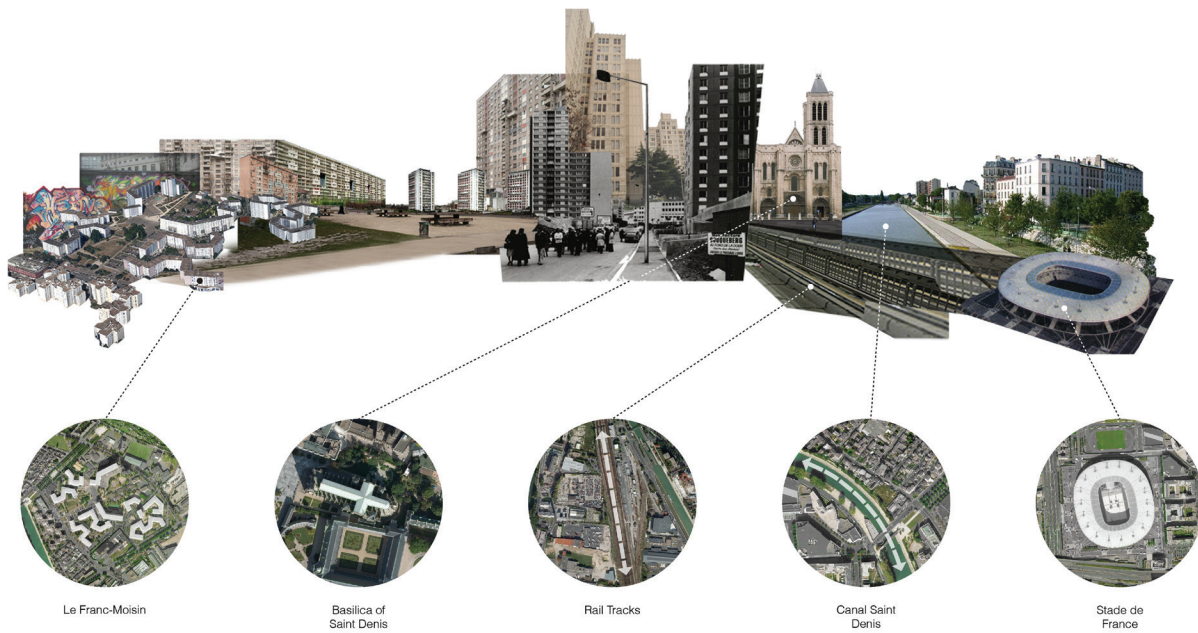 Le Franc-Moisin
Basilica of
Saint Denis
Rail Tracks
Canal Saint
Denis
Stade de
France